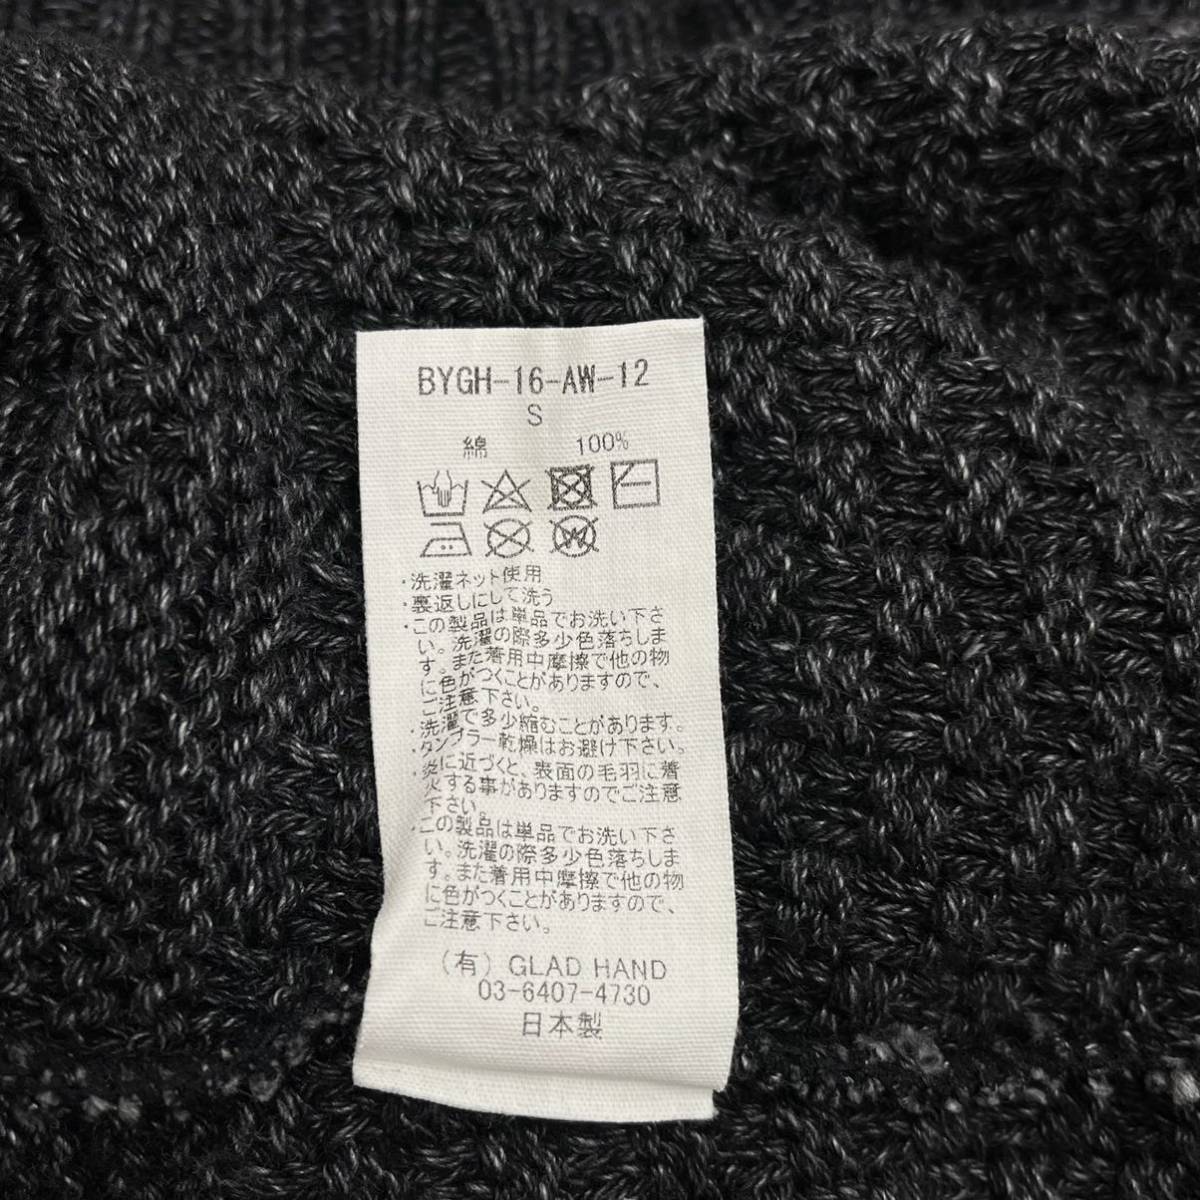 BYGH-16-AW-12
S
綿 100%
・洗濯ネット使用
・裏返しにして洗う
・この製品は単品でお洗い下さ
い。洗濯の際多少色落ちしま
す。また着用中摩擦で他の物
に色がつくことがありますので、
ご注意下さい。
・洗濯で多少縮むことがあります。
・タンブラー乾燥はお避け下さい。
・炎に近づくと、表面の毛羽に着
火する事がありますのでご注意
下さい。
・この製品は単品でお洗い下さ
い。洗濯の際多少色落ちしま
す。また着用中摩擦で他の物
に色がつくことがありますので、
ご注意下さい。
(有) GLAD HAND
03-6407-4730
日本製